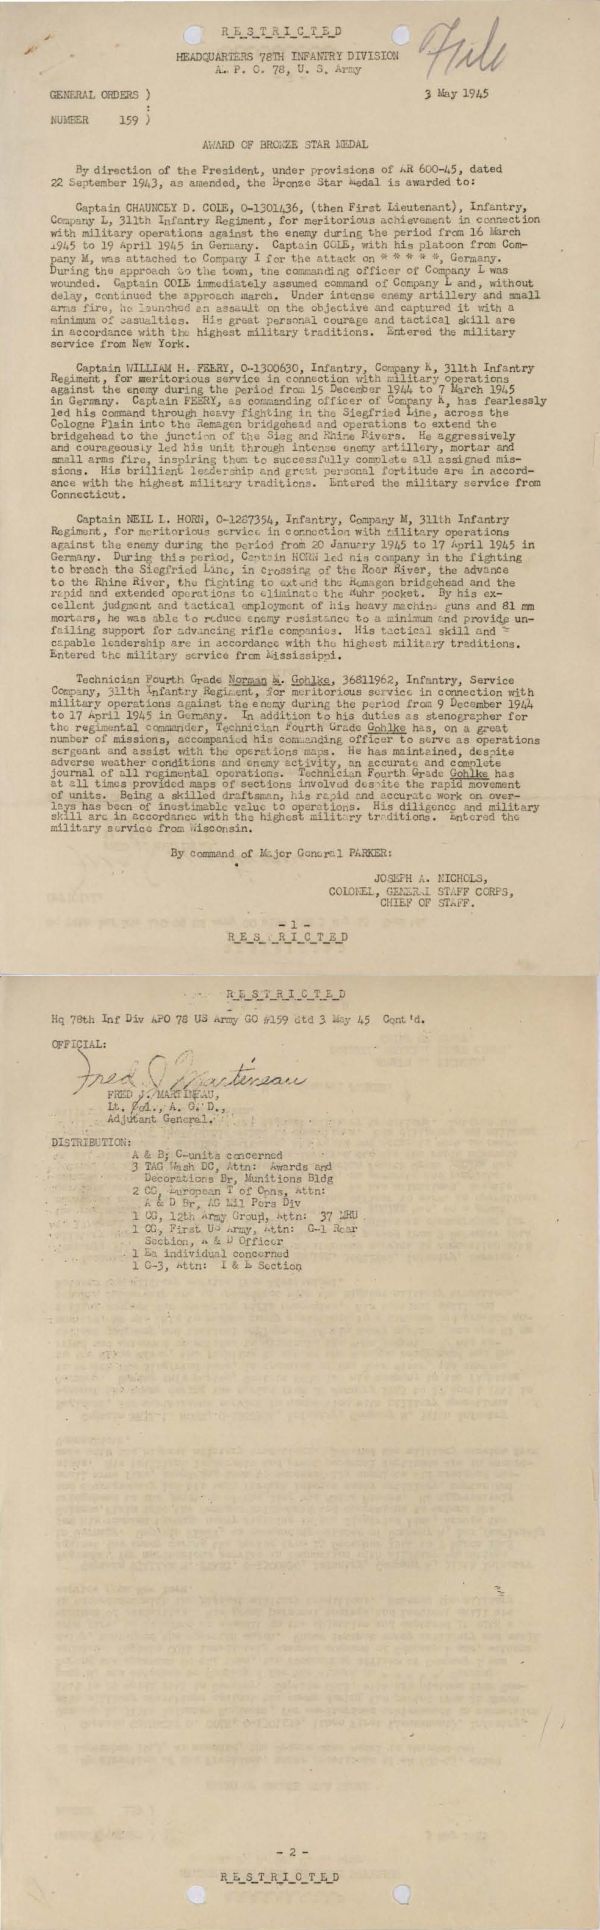 RESTRICTED
HEADQUARTERS 78TH INFANTRY DIVISION
A. P. O. 78, U. S. Army
File
GENERAL ORDERS )
:
NUMBER 159 )
3 May 1945
AWARD OF BRONZE STAR MEDAL
By direction of the President, under provisions of AR 600-45, dated
22 September 1943, as amended, the Bronze Star Medal is awarded to:
Captain CHAUNCEY D. COLE, O-1301436, (then First Lieutenant), Infantry,
Company L, 311th Infantry Regiment, for meritorious achievement in connection
with military operations against the enemy during the period from 16 March
1945 to 19 April 1945 in Germany. Captain COLE, with his platoon from Com-
pany M, was attached to Company I for the attack on * * * * *, Germany.
During the approach to the town, the commanding officer of Company L was
wounded. Captain COLE immediately assumed command of Company L and, without
delay, continued the approach march. Under intense enemy artillery and small
arms fire, he launched an assault on the objective and captured it with a
minimum of casualties. His great personal courage and tactical skill are
in accordance with the highest military traditions. Entered the military
service from New York.
Captain WILLIAM H. FEERY, O-1300630, Infantry, Company K, 311th Infantry
Regiment, for meritorious service in connection with military operations
against the enemy during the period from 15 December 1944 to 7 March 1945
in Germany. Captain FEERY, as commanding officer of Company K, has fearlessly
led his command through heavy fighting in the Siegfried Line, across the
Cologne Plain into the Remagen bridgehead and operations to extend the
bridgehead to the junction of the Sieg and Rhine Rivers. He aggressively
and courageously led his unit through intense enemy artillery, mortar and
small arms fire, inspiring them to successfully complete all assigned mis-
sions. His brilliant leadership and great personal fortitude are in accord-
ance with the highest military traditions. Entered the military service from
Connecticut.
Captain NEIL L. HORN, O-1287354, Infantry, Company M, 311th Infantry
Regiment, for meritorious service in connection with military operations
against the enemy during the period from 20 January 1945 to 17 April 1945 in
Germany. During this period, Captain HORN led his company in the fighting
to breach the Siegfried Line, in crossing of the Roer River, the advance
to the Rhine River, the fighting to extend the Remagen bridgehead and the
rapid and extended operations to eliminate the Ruhr pocket. By his ex-
cellent judgment and tactical employment of his heavy machine guns and 81 mm
mortars, he was able to reduce enemy resistance to a minimum and provide un-
failing support for advancing rifle companies. His tactical skill and
capable leadership are in accordance with the highest military traditions.
Entered the military service from Mississippi.
Technician Fourth Grade Norman M. Gohlke, 36811962, Infantry, Service
Company, 311th Infantry Regiment, for meritorious service in connection with
military operations against the enemy during the period from 9 December 1944
to 17 April 1945 in Gemany. In addition to his duties as stenographer for
the regimental commander, Technician Fourth Grade Gohlke has, on a great
number of missions, accompanied his commanding officer to serve as operations
sergeant and assist with the operations maps. He has maintained, despite
adverse weather conditions and enemy activity, an accurate and complete
journal of all regimental operations. Technician Fourth Grade Gohlke has
at all times provided maps of sections involved despite the rapid movement
of units. Being a skilled draftsman, his rapid and accurate work on over-
lays has been of inestimable value to operations. His diligence and military
skill are in accordance with the highest military traditions. Entered the
military service from Wisconsin.
By command of Major General PARKER:
JOSEPH A. NICHOLS,
COLONEL, GENERAL STAFF CORPS,
CHIEF OF STAFF.
- 1 -
RESTRICTED
RESTRICTED
Hq 78th Inf Div APO 78 US Army GO #159 dtd 3 May 45 Cont'd.
OFFICIAL:
Fred J Martineau
FRED J. MARTINEAU,
Lt. Col., A. G. D.,
Adjutant General.
DISTRIBUTION:
A & B; C-units concerned
3 TAG Wash DC, Attn: Awards and
Decorations Br, Munitions Bldg
2 CG, European T of Opns, Attn:
A & D Br, AG Mil Pers Div
1 CG, 12th Army Group, Attn: 37 MRU
1 CG, First US Army, Attn: G-1 Rear
Section, A & D Officer
1 Ea individual concerned
1 G-3, Attn: I & E Section
- 2 -
RESTRICTED